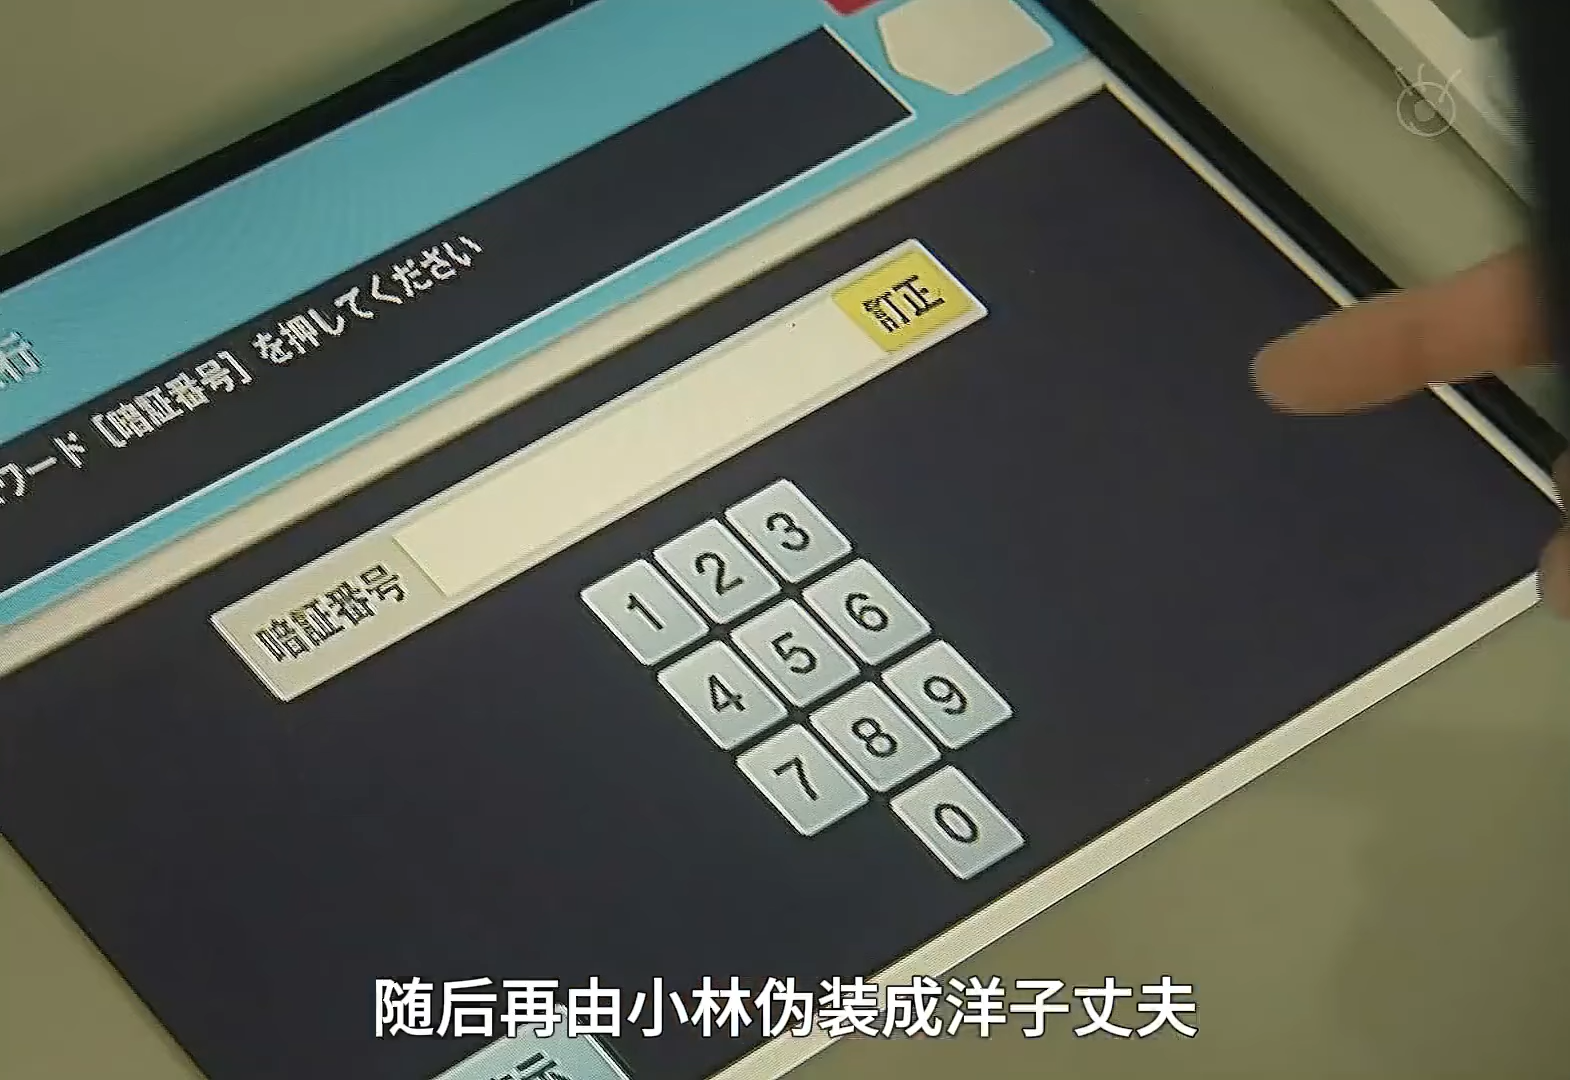 行
ワード［暗証番号］を押してください
訂正
暗証番号
1 2 3
4 5 6
7 8 9
0
随后再由小林伪装成洋子丈夫
示